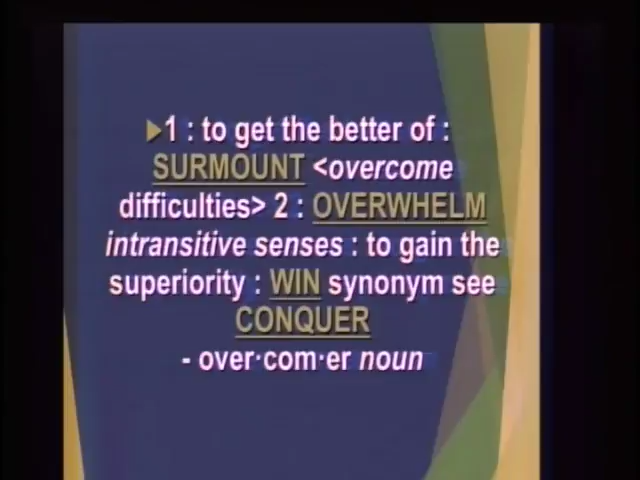 ▶1 : to get the better of :
SURMOUNT <overcome
difficulties> 2 : OVERWHELM
intransitive senses : to gain the
superiority : WIN synonym see
CONQUER
- over·com·er noun